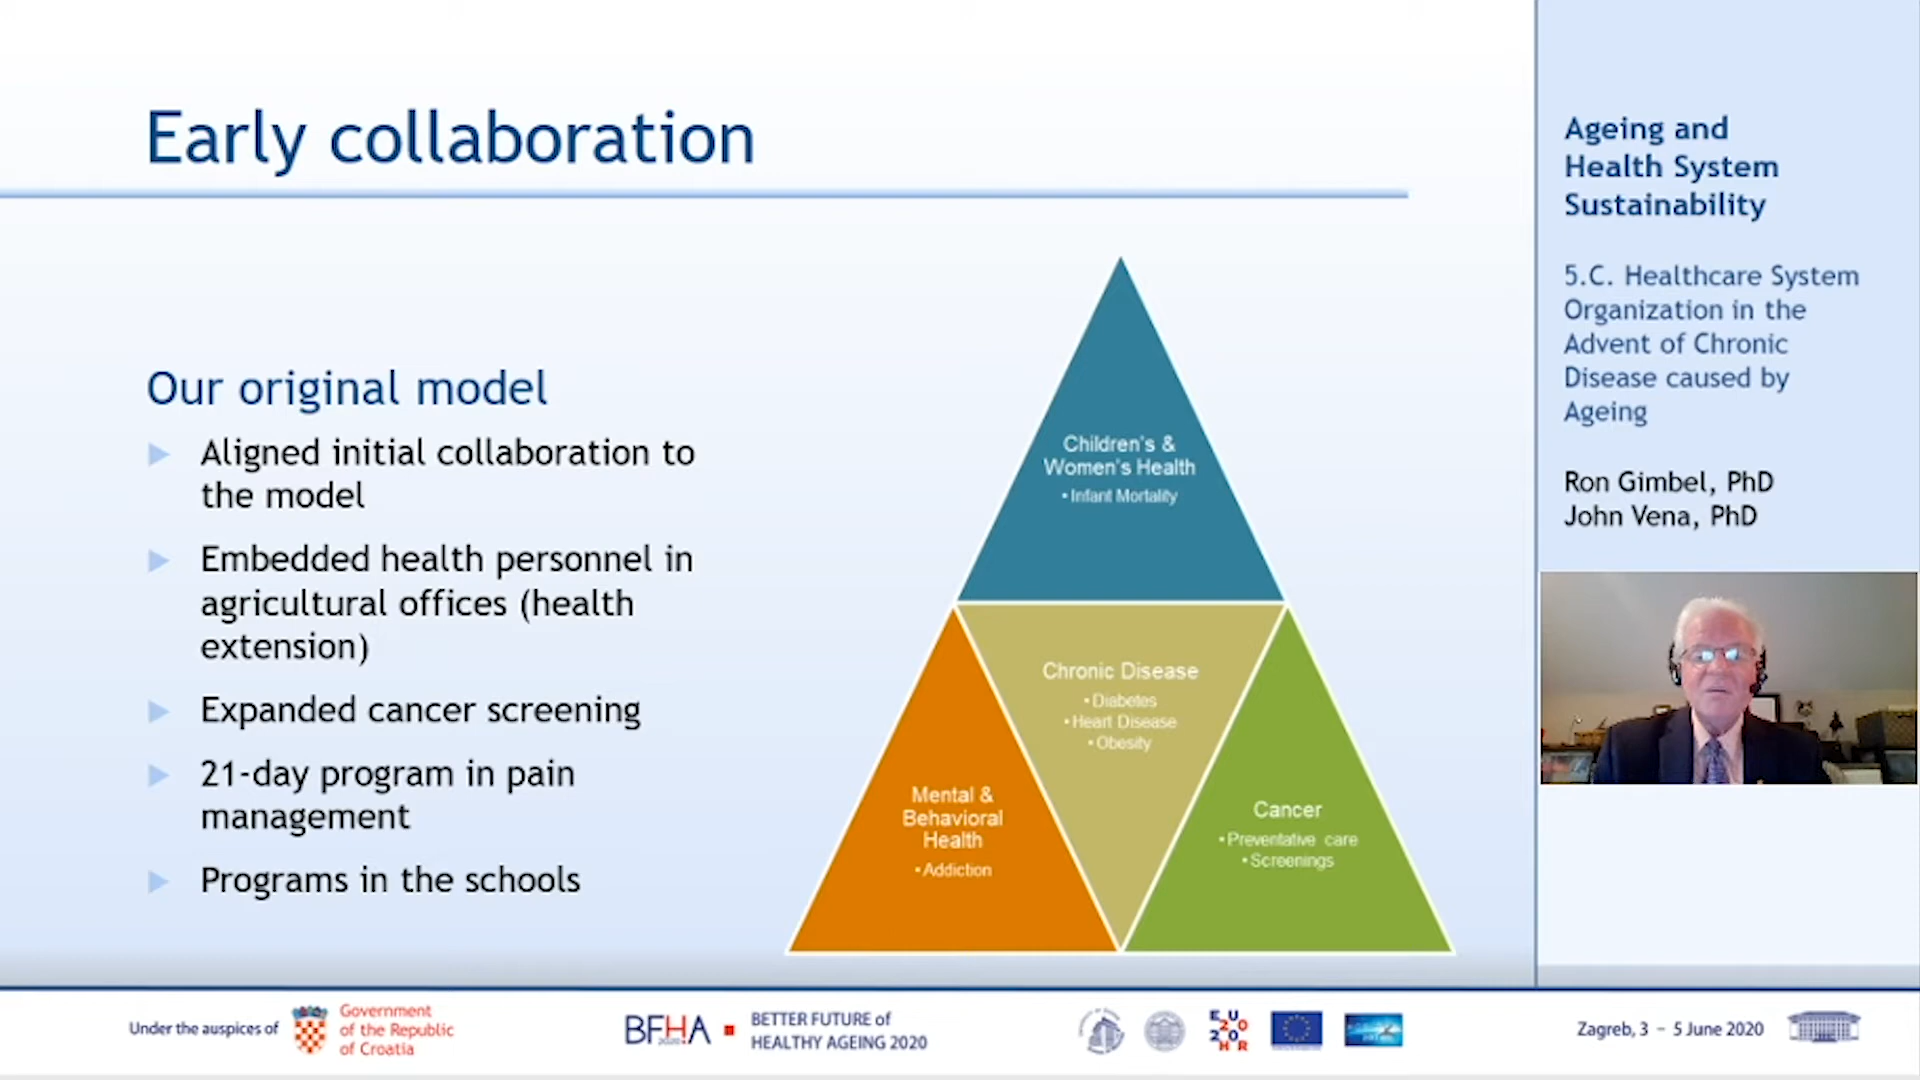 Early collaboration
Our original model
Aligned initial collaboration to
the model
Embedded health personnel in
agricultural offices (health
extension)
Expanded cancer screening
21-day program in pain
management
Programs in the schools
Children's &
Women's Health
• Infant Mortality
Chronic Disease
• Diabetes
• Heart Disease
• Obesity
Mental &
Behavioral
Health
• Addiction
Cancer
• Preventative care
• Screenings
Ageing and
Health System
Sustainability
5.C. Healthcare System
Organization in the
Advent of Chronic
Disease caused by
Ageing
Ron Gimbel, PhD
John Vena, PhD
Under the auspices of
Government
of the Republic
of Croatia
BFHA
2020
BETTER FUTURE of
HEALTHY AGEING 2020
EU
2020
HR
Zagreb, 3 – 5 June 2020